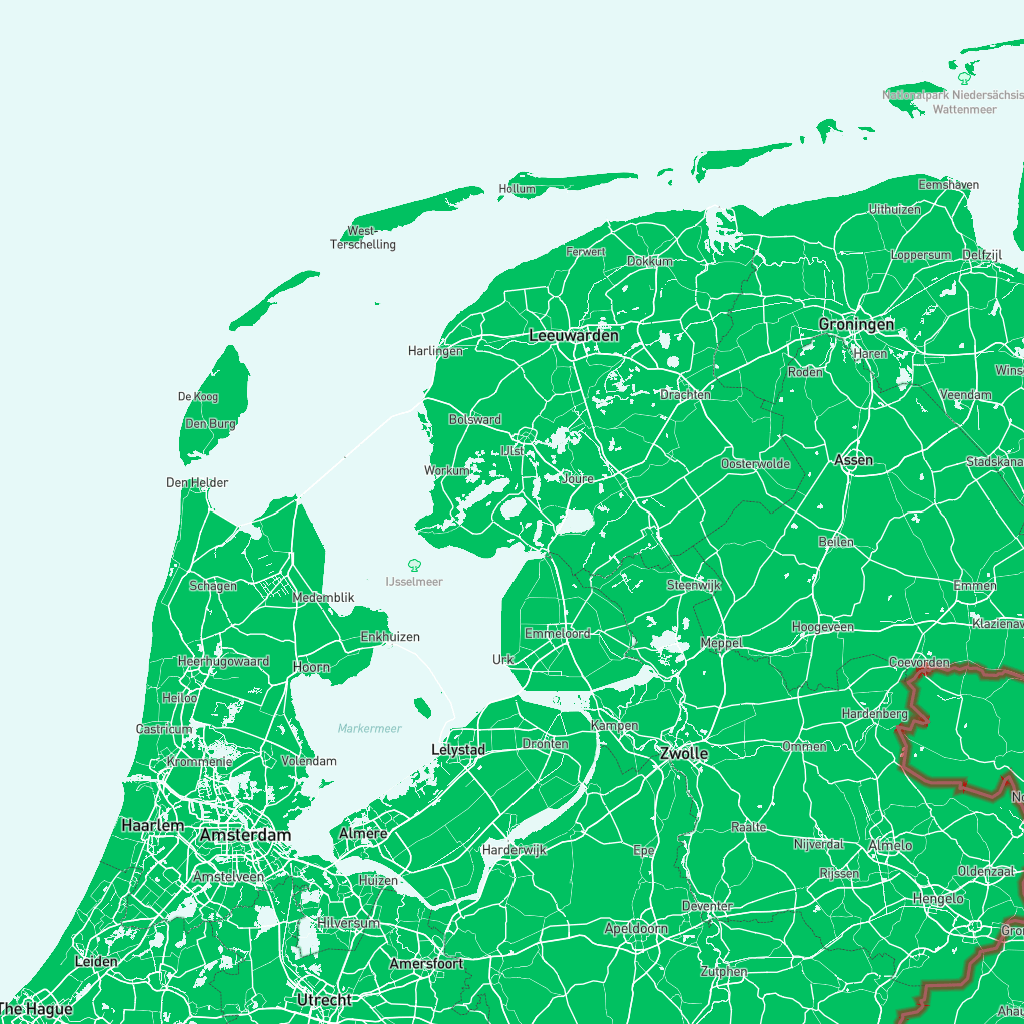 Nationalpark Niedersächsis
Wattenmeer
Hollum
Eemshaven
Uithuizen
West-
Terschelling
Ferwert
Dokkum
Loppersum
Delfzijl
Groningen
Leeuwarden
Harlingen
Haren
Roden
Wins
De Koog
Drachten
Veendam
Den Burg
Bolsward
IJlst
Oosterwolde
Assen
Stadskana
Workum
Joure
Den Helder
Beilen
IJsselmeer
Schagen
Steenwijk
Emmen
Medemblik
Klazienav
Enkhuizen
Emmeloord
Hoogeveen
Meppel
Heerhugowaard
Hoorn
Urk
Coevorden
Heiloo
Hardenberg
Castricum
Markermeer
Kampen
Lelystad
Dronten
Zwolle
Ommen
Krommenie
Volendam
No
Haarlem
Amsterdam
Almere
Raalte
Nijverdal
Almelo
Harderwijk
Epe
Amstelveen
Huizen
Rijssen
Oldenzaal
Hengelo
Deventer
Hilversum
Apeldoorn
Gron
Leiden
Amersfoort
Zutphen
The Hague
Utrecht
Ahau